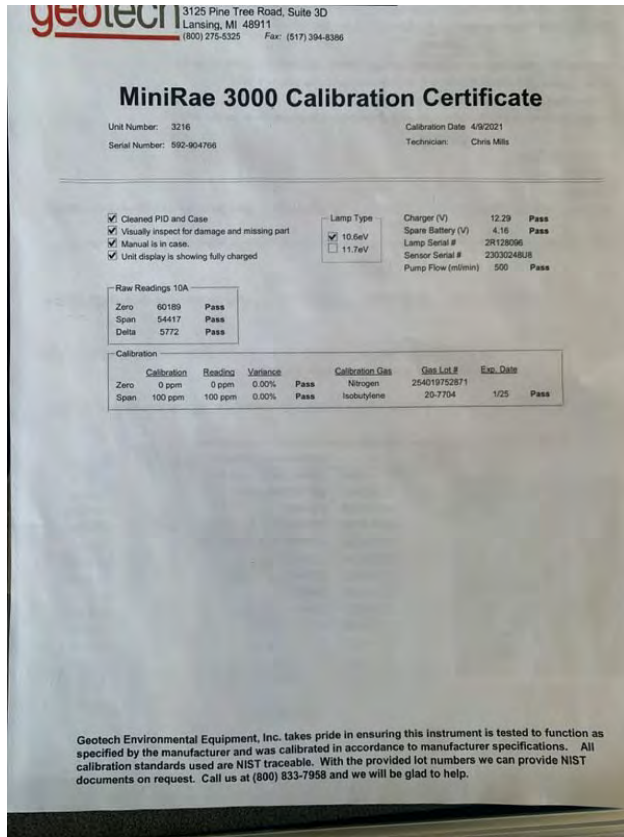 geotech
3125 Pine Tree Road, Suite 3D
Lansing, MI 48911
(800) 275-5325 Fax: (517) 394-8386
MiniRae 3000 Calibration Certificate
Unit Number: 3216 Calibration Date 4/9/2021
Serial Number: 592-904766 Technician: Chris Mills
Cleaned PID and Case
Visually inspect for damage and missing part
Manual is in case.
Unit display is showing fully charged
Lamp Type
10.6eV
11.7eV
Charger (V) 12.29 Pass
Spare Battery (V) 4.16 Pass
Lamp Serial # 2R128096
Sensor Serial # 23030248U8
Pump Flow (ml/min) 500 Pass
Raw Readings 10A
Zero 60189 Pass
Span 54417 Pass
Delta 5772 Pass
Calibration
Calibration Reading Variance Calibration Gas Gas Lot # Exp. Date
Zero 0 ppm 0 ppm 0.00% Pass Nitrogen 254019752871
Span 100 ppm 100 ppm 0.00% Pass Isobutylene 20-7704 1/25 Pass
Geotech Environmental Equipment, Inc. takes pride in ensuring this instrument is tested to function as
specified by the manufacturer and was calibrated in accordance to manufacturer specifications. All
calibration standards used are NIST traceable. With the provided lot numbers we can provide NIST
documents on request. Call us at (800) 833-7958 and we will be glad to help.